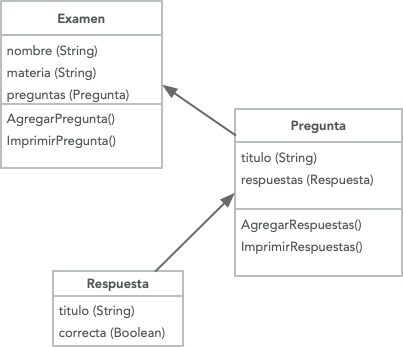 Examen
nombre (String)
materia (String)
preguntas (Pregunta)
AgregarPregunta()
ImprimirPregunta()
Pregunta
titulo (String)
respuestas (Respuesta)
AgregarRespuestas()
ImprimirRespuestas()
Respuesta
titulo (String)
correcta (Boolean)